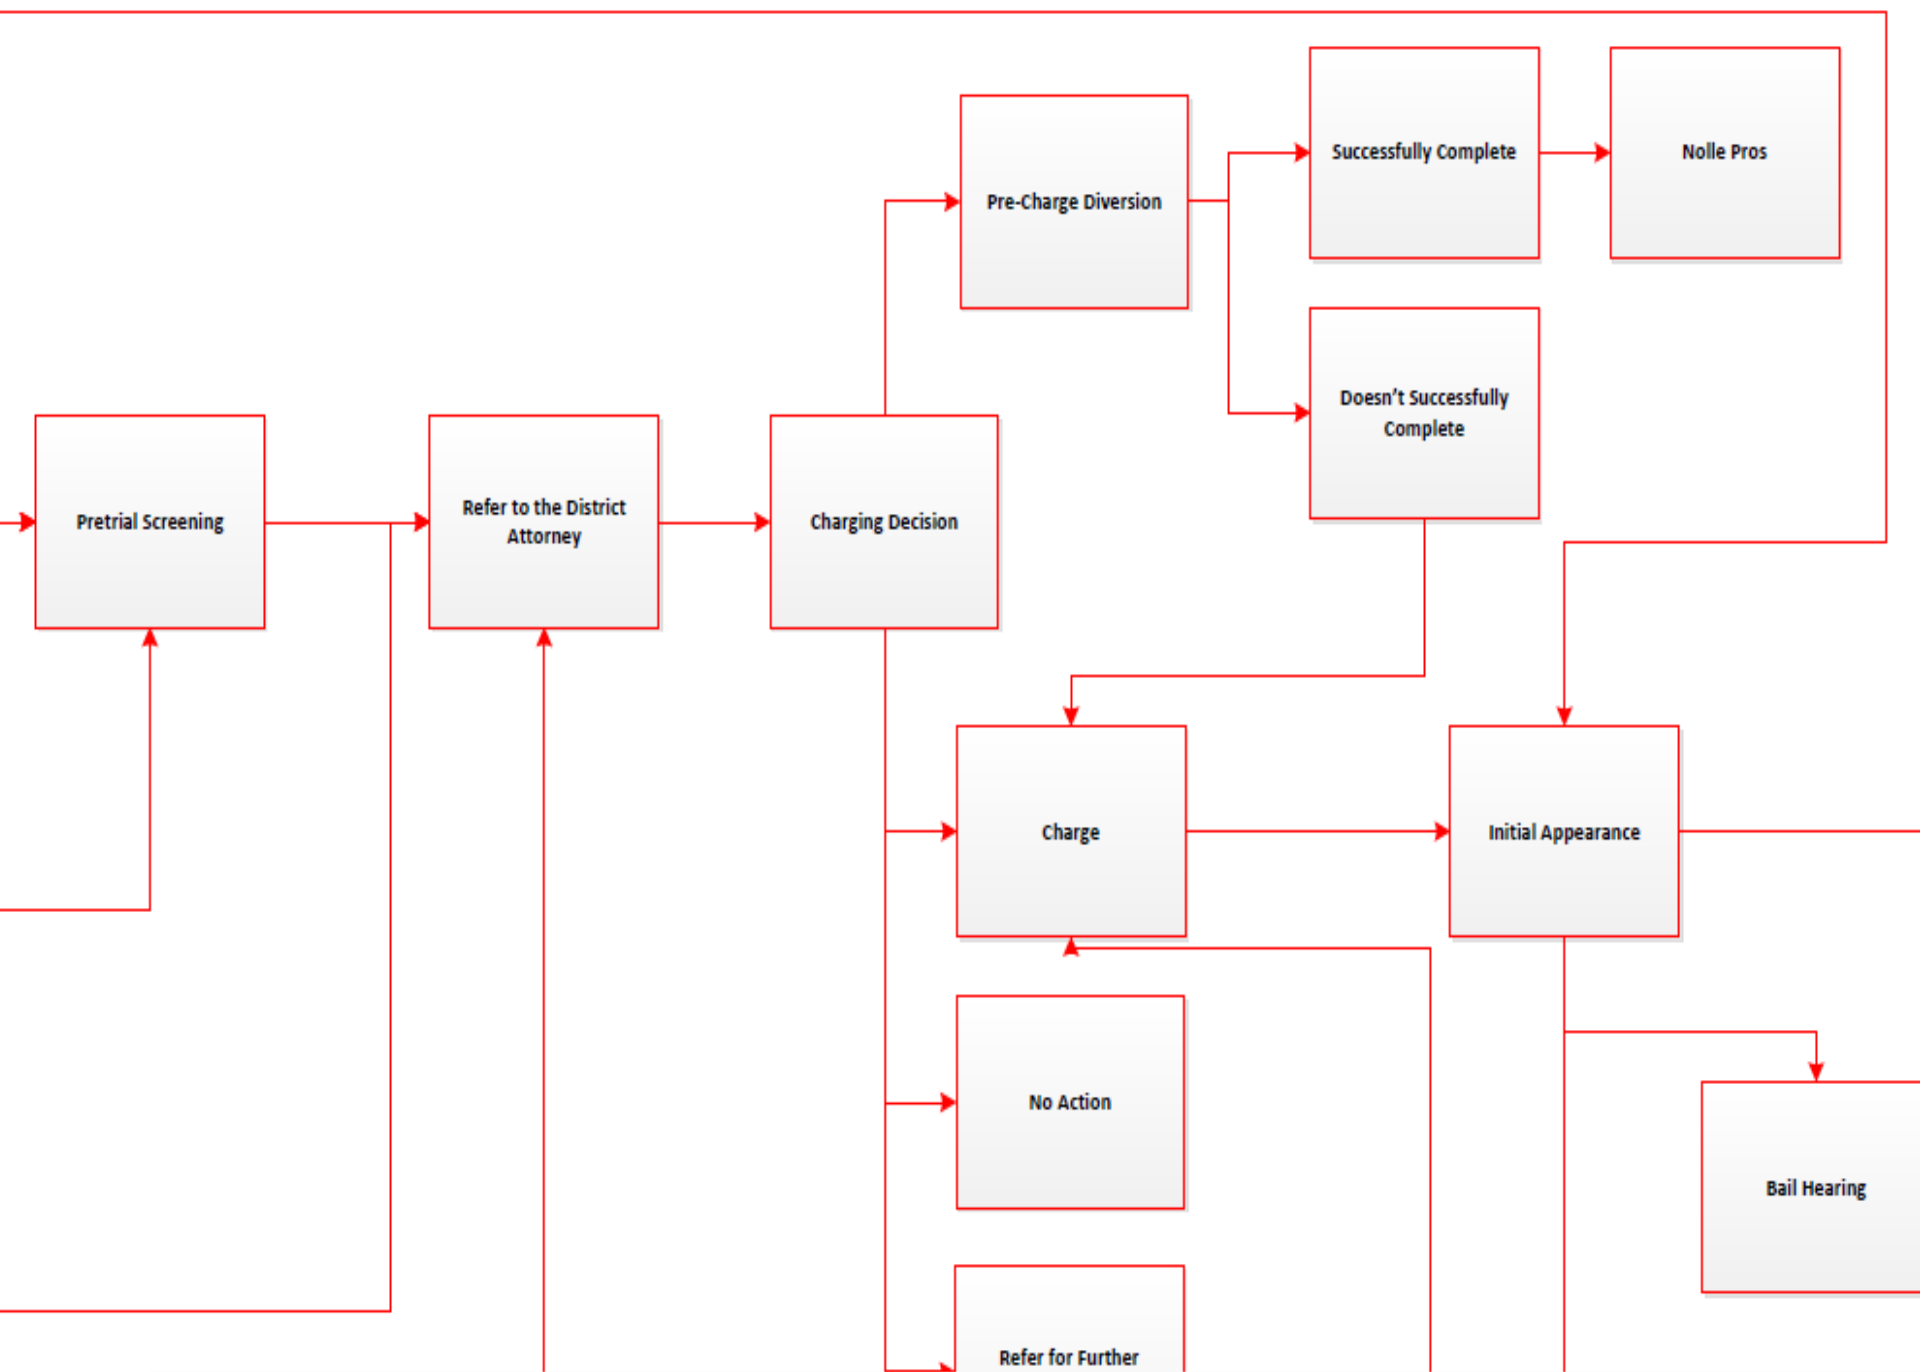 Successfully Complete
Nolle Pros
Pre-Charge Diversion
Doesn't Successfully
Complete
Pretrial Screening
Refer to the District
Attorney
Charging Decision
Charge
Initial Appearance
No Action
Bail Hearing
Refer for Further